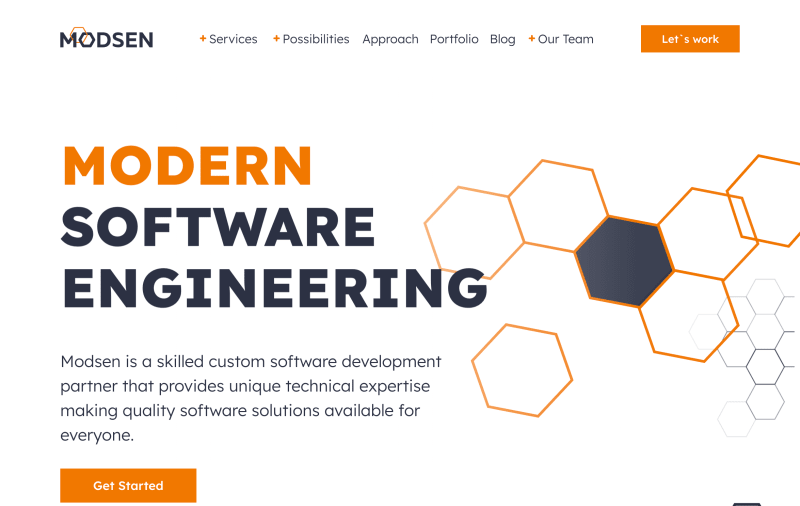 MODSEN
+ Services + Possibilities Approach Portfolio Blog + Our Team
Let`s work
MODERN
SOFTWARE
ENGINEERING
Modsen is a skilled custom software development
partner that provides unique technical expertise
making quality software solutions available for
everyone.
Get Started